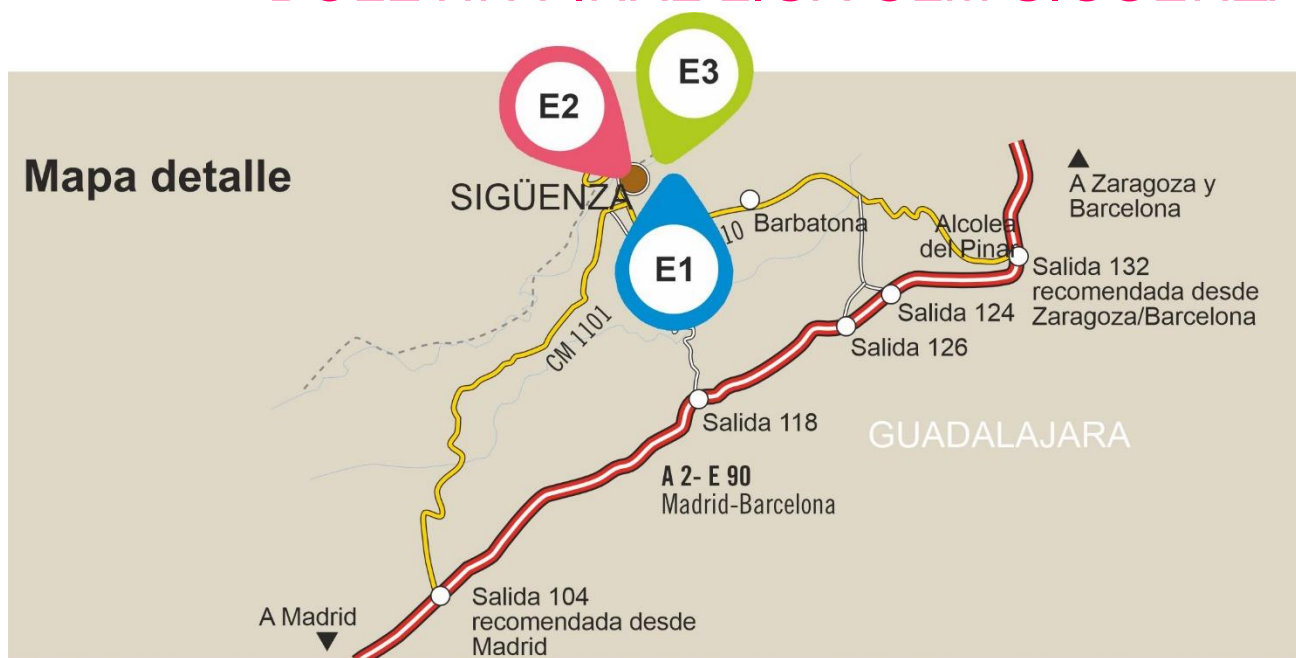 E3
E2
Mapa detalle
SIGÜENZA
A Zaragoza y
Barcelona
10
Barbatona
Alcolea
del Pinar
E1
Salida 132
recomendada desde
Zaragoza/Barcelona
Salida 124
CM 1101
Salida 126
Salida 118
GUADALAJARA
A 2- E 90
Madrid-Barcelona
Salida 104
recomendada desde
Madrid
A Madrid